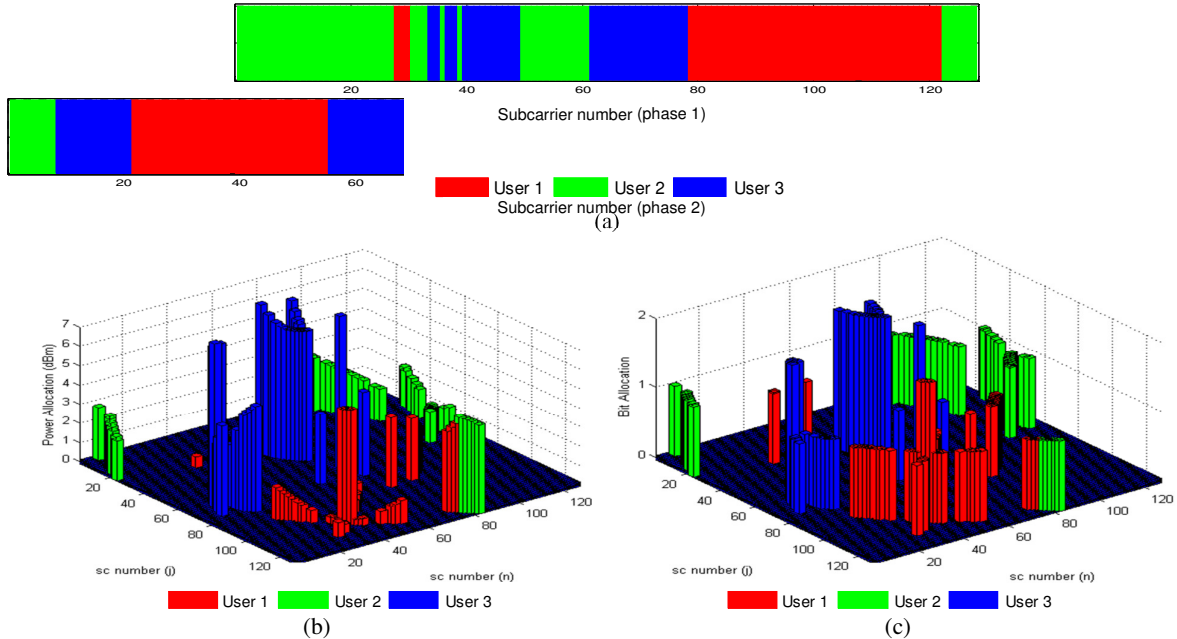 20 40 60 80 100 120
Subcarrier number (phase 1)
20 40 60
User 1 User 2 User 3
Subcarrier number (phase 2)
(a)
7
6
5
4
3
2
1
0
Power Allocation (dBm)
20 40 60 80 100 120
sc number (j)
20 40 60 80 100 120
sc number (n)
User 1 User 2 User 3
(b)
2
1
0
Bit Allocation
20 40 60 80 100 120
sc number (j)
20 40 60 80 100 120
sc number (n)
User 1 User 2 User 3
(c)